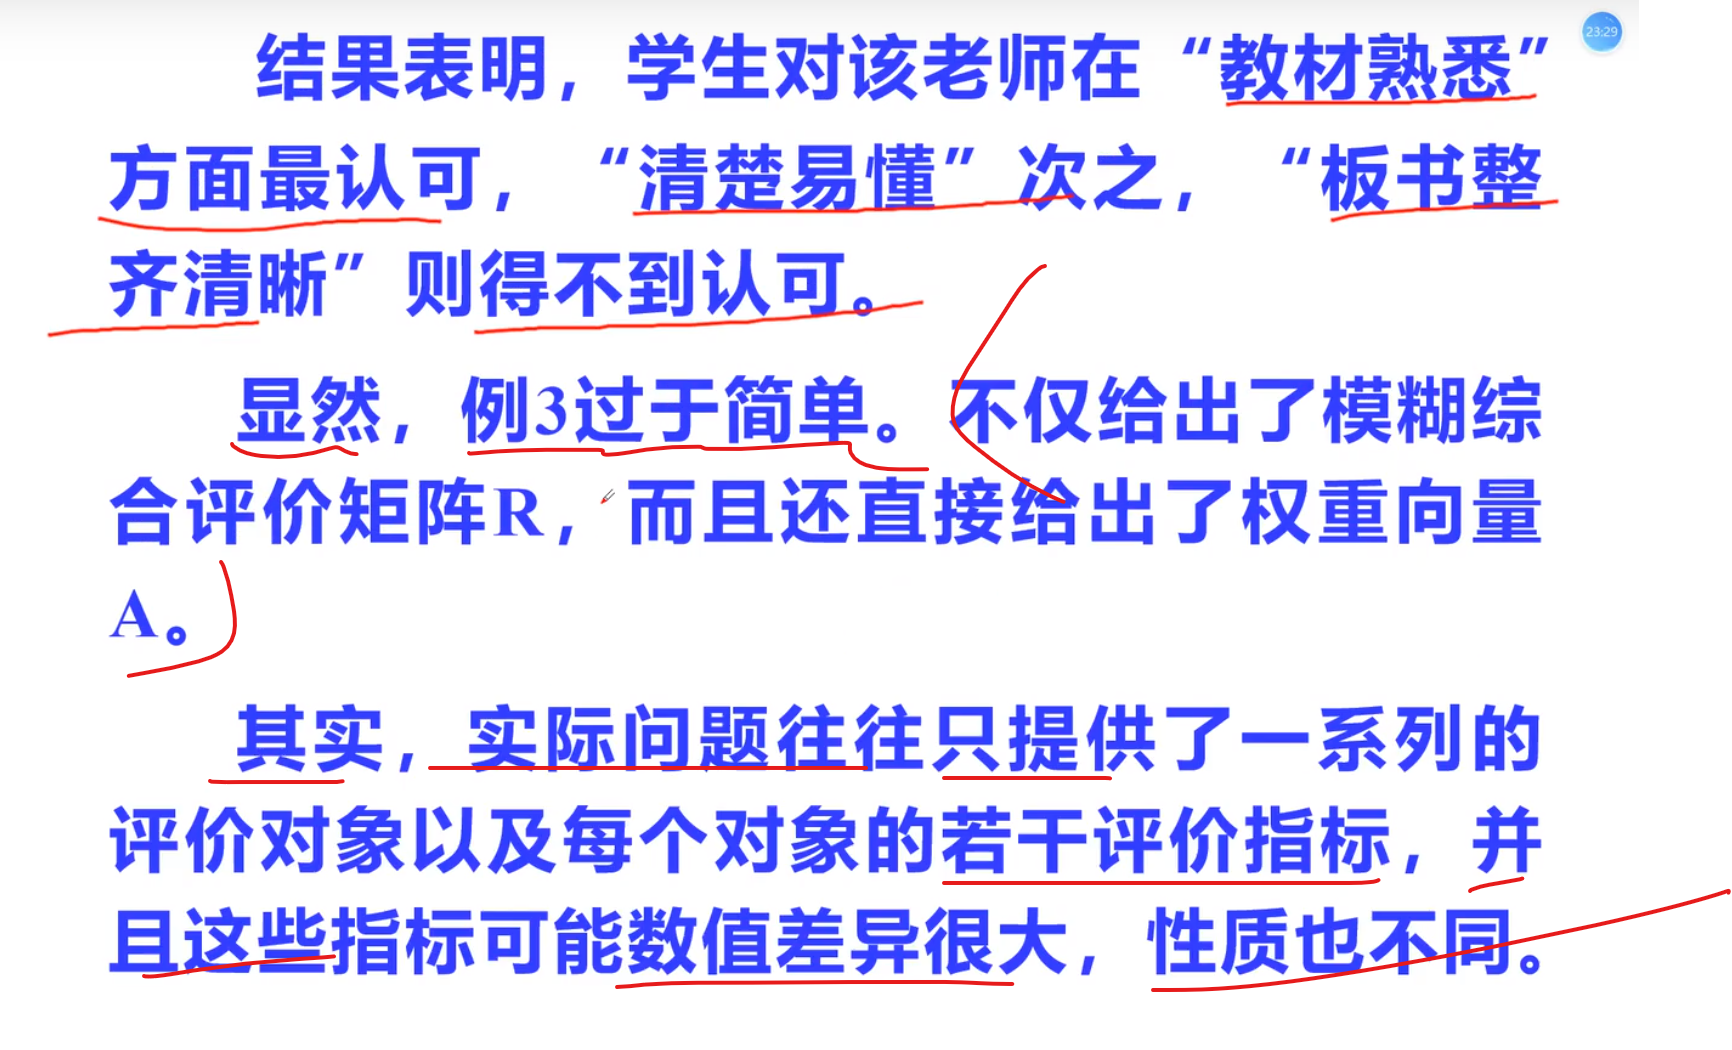 23:29
结果表明，学生对该老师在“教材熟悉”
方面最认可，“清楚易懂”次之，“板书整
齐清晰”则得不到认可。
显然，例3过于简单。不仅给出了模糊综
合评价矩阵R，而且还直接给出了权重向量
A。
其实，实际问题往往只提供了一系列的
评价对象以及每个对象的若干评价指标，并
且这些指标可能数值差异很大，性质也不同。